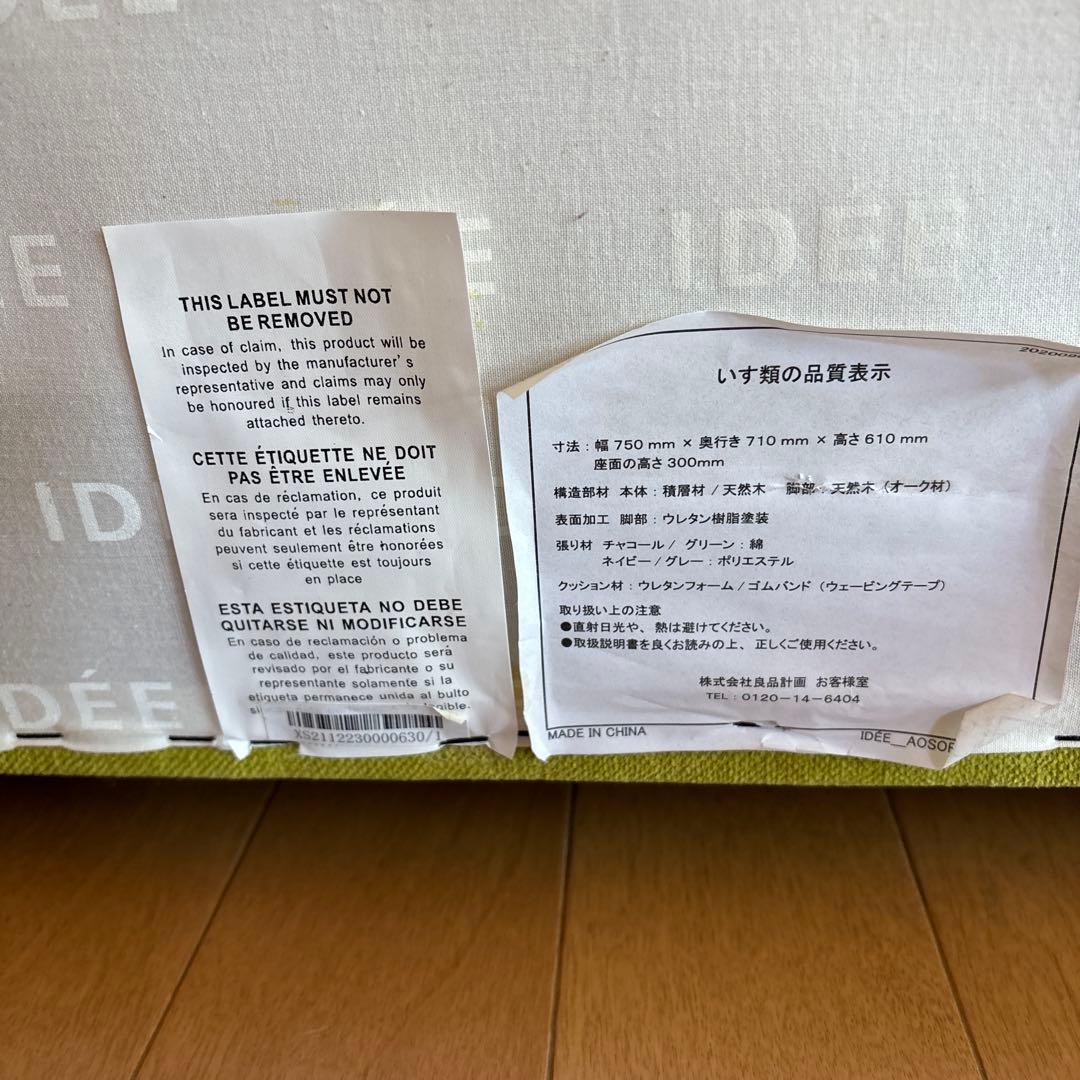 IDÉE
THIS LABEL MUST NOT
BE REMOVED
In case of claim, this product will be
inspected by the manufacturer's
representative and claims may only
be honoured if this label remains
attached thereto.
CETTE ÉTIQUETTE NE DOIT
PAS ÊTRE ENLEVÉE
En cas de réclamation, ce produit
sera inspecté par le représentant
du fabricant et les réclamations
peuvent seulement être honorées
si cette étiquette est toujours
en place
ESTA ESTIQUETA NO DEBE
QUITARSE NI MODIFICARSE
En caso de reclamación o problema
de calidad, este producto será
revisado por el fabricante o su
representante solamente si la
etiqueta permanece unida al bulto
XS2112230000630/1
いす類の品質表示
寸法：幅 750 mm × 奥行き 710 mm × 高さ 610 mm
座面の高さ 300mm
構造部材 本体：積層材 / 天然木 脚部：天然木（オーク材）
表面加工 脚部：ウレタン樹脂塗装
張り材 チャコール / グリーン：綿
ネイビー / グレー：ポリエステル
クッション材：ウレタンフォーム / ゴムバンド（ウェービングテープ）
取り扱い上の注意
●直射日光や、熱は避けてください。
●取扱説明書を良くお読みの上、正しくご使用ください。
株式会社良品計画 お客様室
TEL：0120-14-6404
MADE IN CHINA
IDÉE__AOSO
ID
DÉE